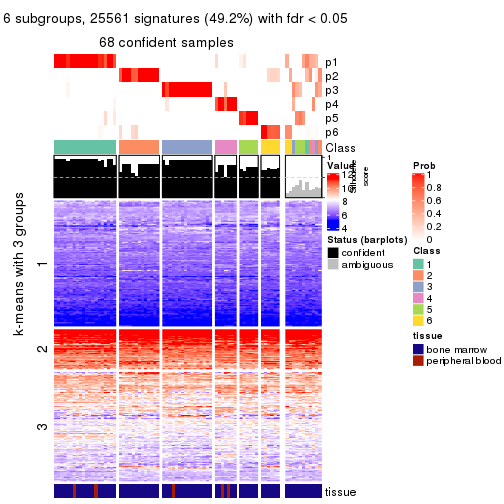 6 subgroups, 25561 signatures (49.2%) with fdr < 0.05
68 confident samples
p1
p2
p3
p4
p5
p6
Class
1
Silhouette
score
k-means with 3 groups
1
2
3
tissue
Value
12
8
6
4
Status (barplots)
confident
ambiguous
Prob
1
0.8
0.6
0.4
0.2
0
Class
1
2
3
4
5
6
tissue
bone marrow
peripheral blood